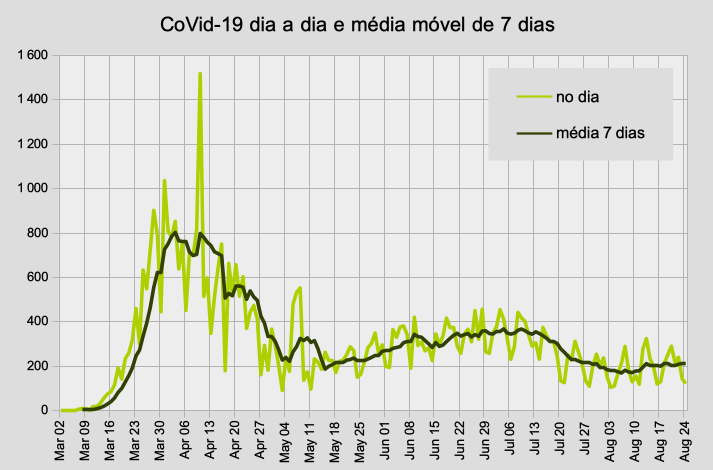 CoVid-19 dia a dia e média móvel de 7 dias
1 600
1 400
1 200
1 000
800
600
400
200
0
no dia
média 7 dias
Mar 02
Mar 09
Mar 16
Mar 23
Mar 30
Apr 06
Apr 13
Apr 20
Apr 27
May 04
May 11
May 18
May 25
Jun 01
Jun 08
Jun 15
Jun 22
Jun 29
Jul 06
Jul 13
Jul 20
Jul 27
Aug 03
Aug 10
Aug 17
Aug 24